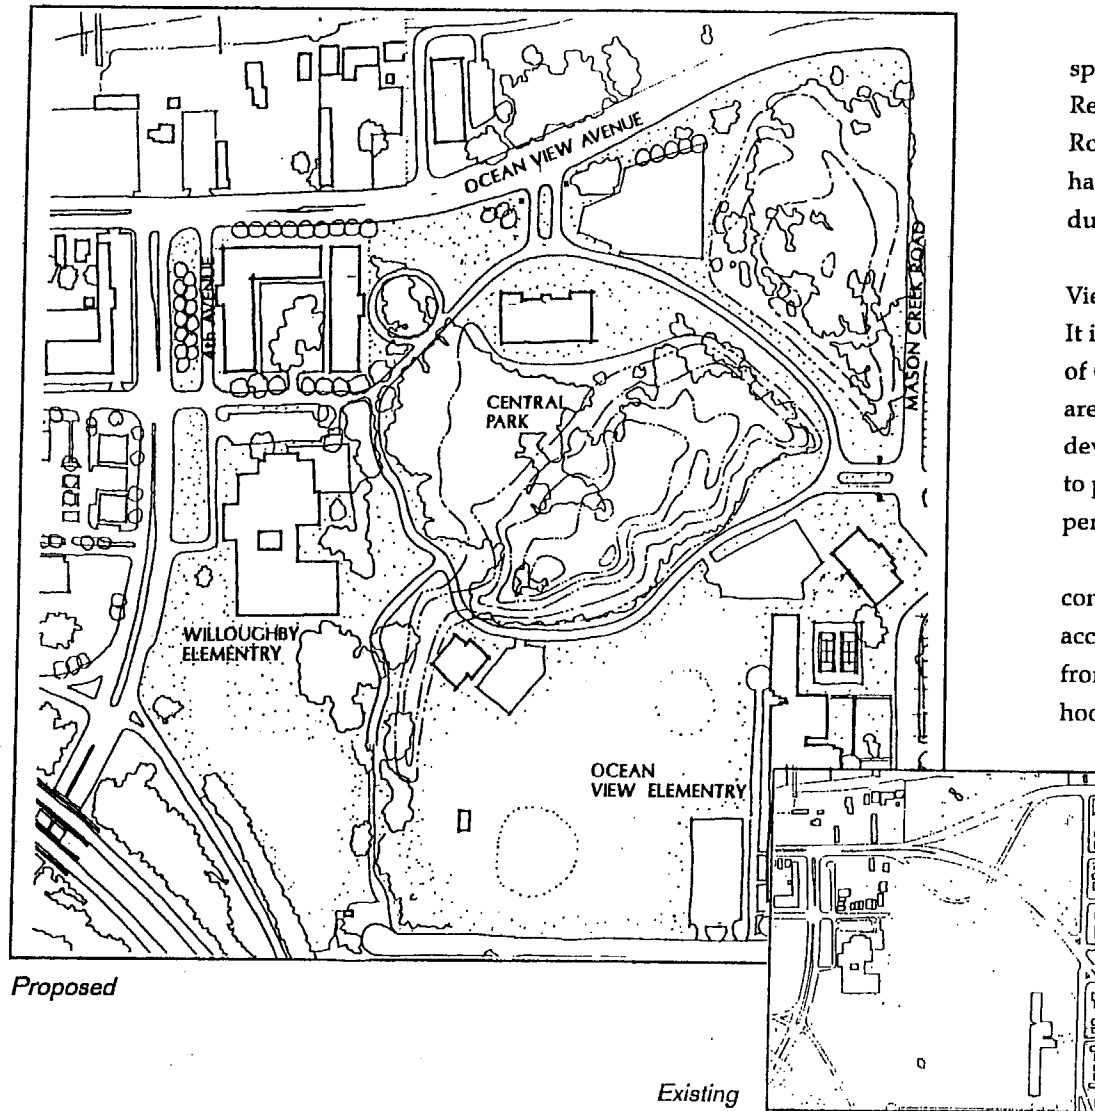 OCEAN VIEW AVENUE
4th AVENUE
MASON CREEK ROAD
CENTRAL
PARK
WILLOUGHBY
ELEMENTRY
OCEAN
VIEW ELEMENTRY
Proposed
Existing
sp
Re
Ro
ha
du
Vie
It i
of
are
dev
to p
per
con
acc
fro
hoo